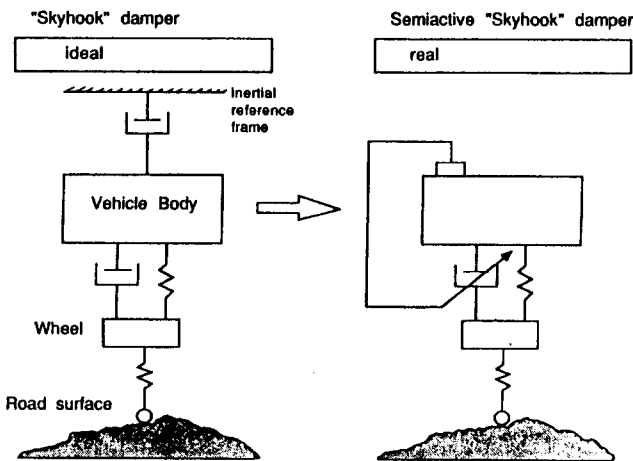 "Skyhook" damper
ideal
Inertial
reference
frame
Vehicle Body
Wheel
Road surface
Semiactive "Skyhook" damper
real